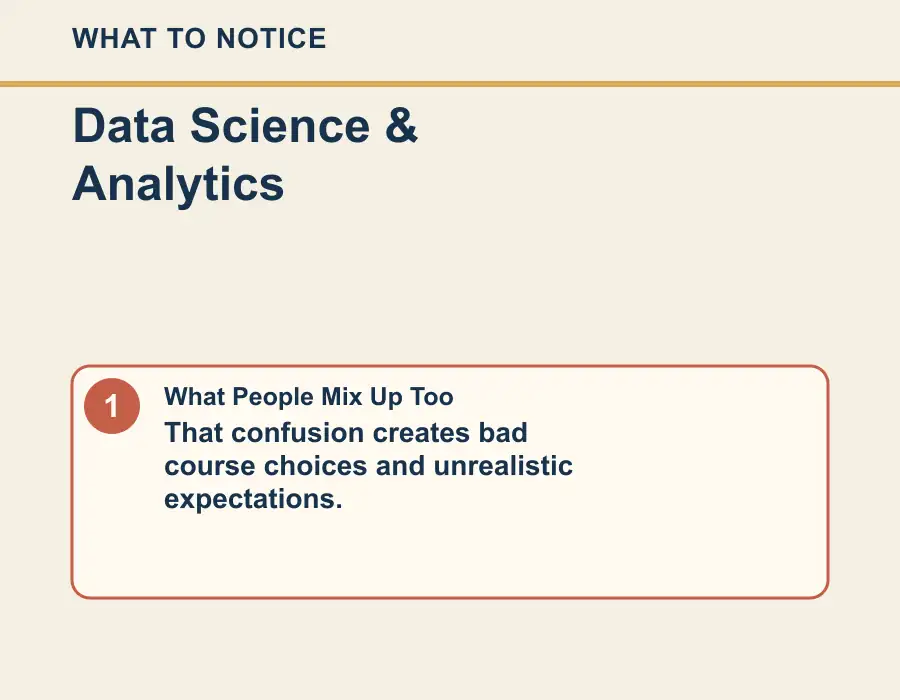 WHAT TO NOTICE
Data Science &
Analytics
1
What People Mix Up Too
That confusion creates bad
course choices and unrealistic
expectations.